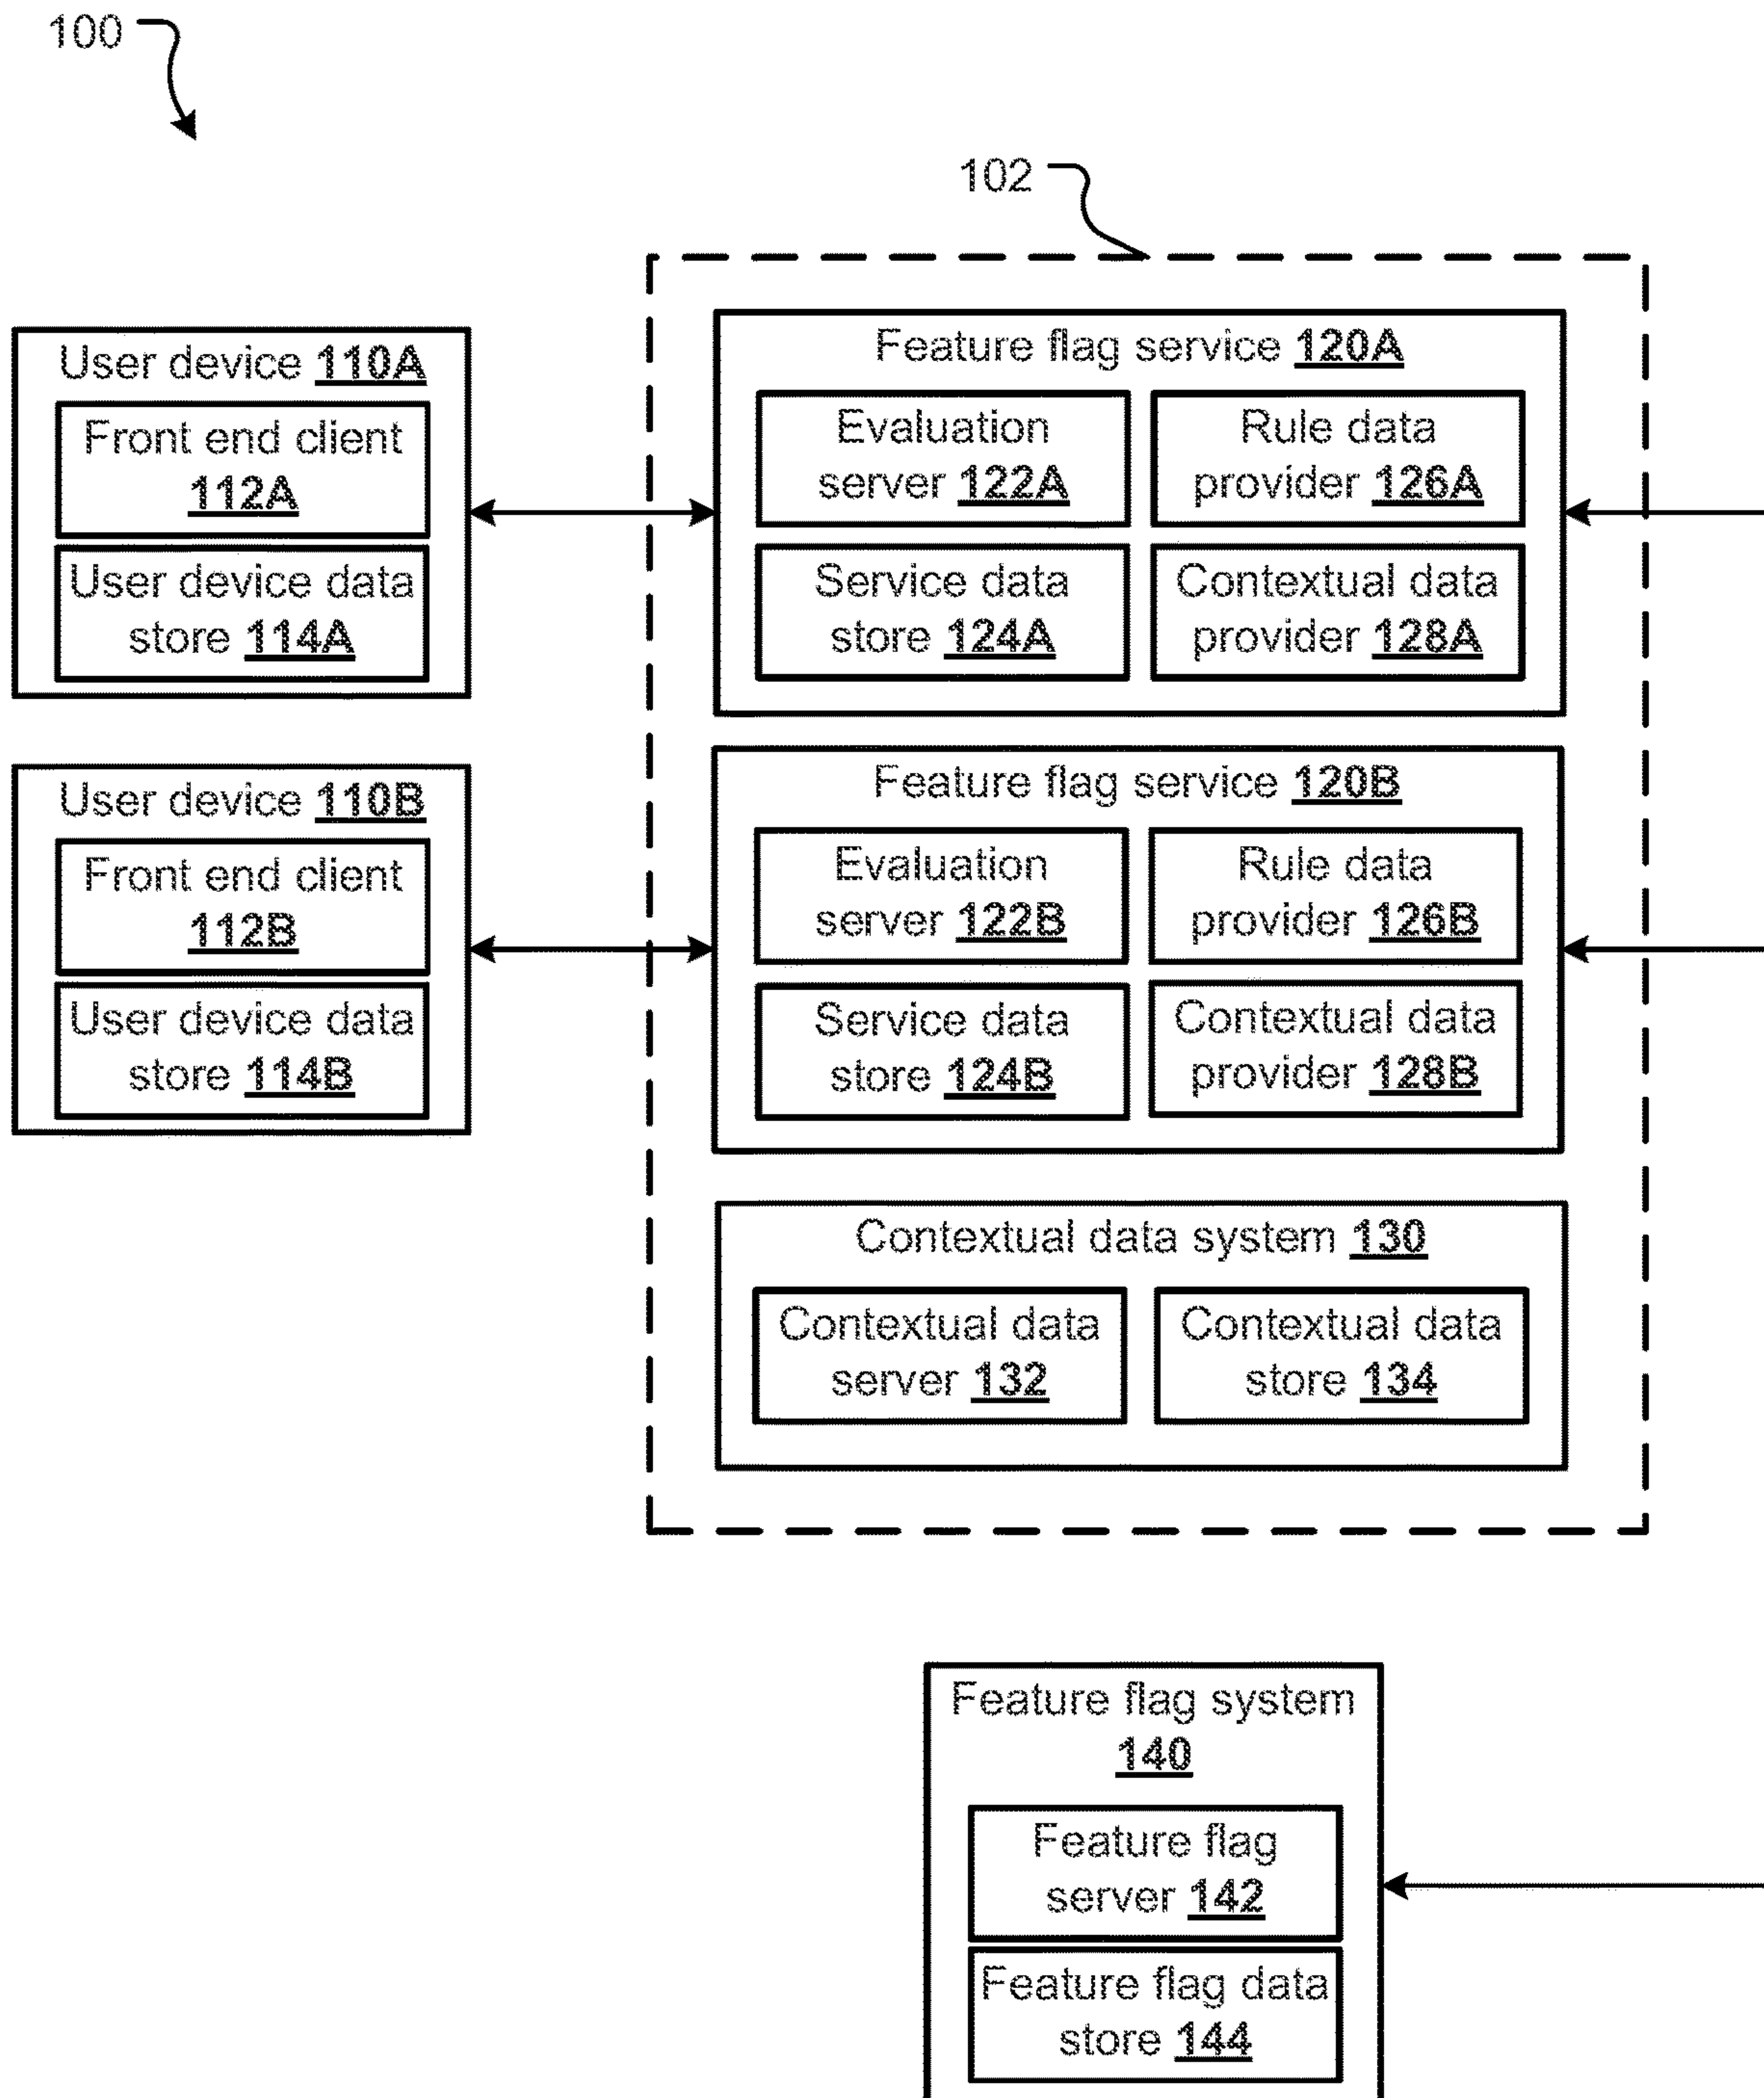 100
102
User device 110A
Front end client
112A
User device data
store 114A
User device 110B
Front end client
112B
User device data
store 114B
Feature flag service 120A
Evaluation
server 122A
Rule data
provider 126A
Service data
store 124A
Contextual data
provider 128A
Feature flag service 120B
Evaluation
server 122B
Rule data
provider 126B
Service data
store 124B
Contextual data
provider 128B
Contextual data system 130
Contextual data
server 132
Contextual data
store 134
Feature flag system
140
Feature flag
server 142
Feature flag data
store 144